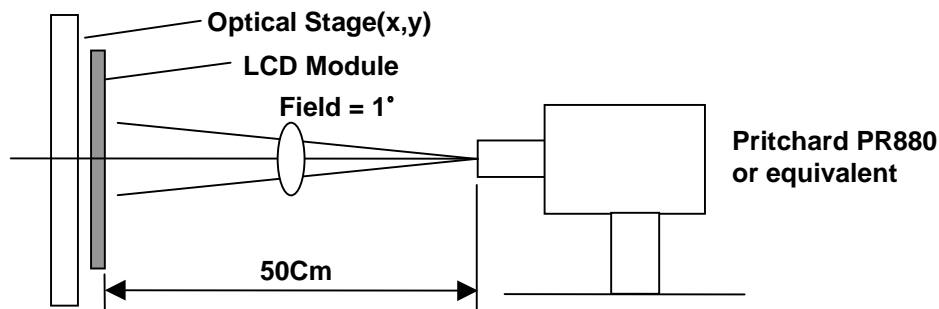 Optical Stage(x,y)
LCD Module
Field = 1°
Pritchard PR880
or equivalent
50Cm